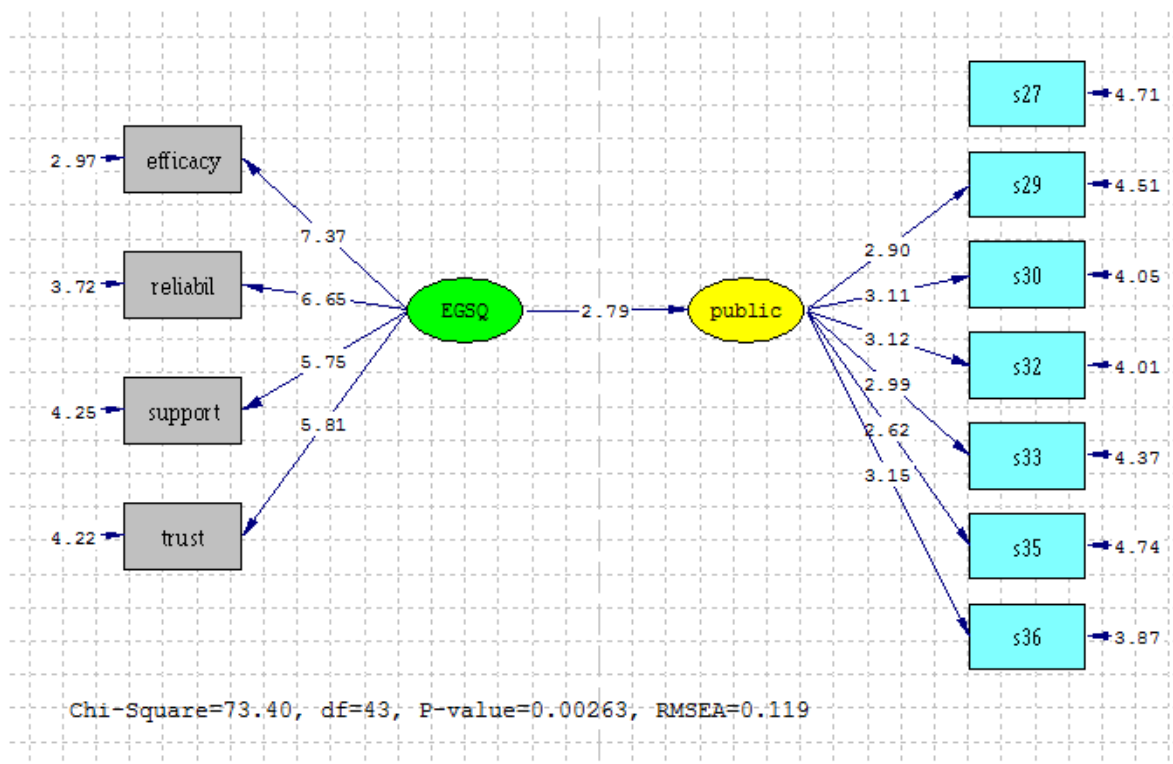 s27
4.71
efficacy
2.97
s29
4.51
7.37
2.90
s30
4.05
reliabil
3.72
6.65
3.11
EGSQ
2.79
public
3.12
s32
4.01
5.75
2.99
support
4.25
5.81
2.62
s33
4.37
3.15
trust
4.22
s35
4.74
s36
3.87
Chi-Square=73.40, df=43, P-value=0.00263, RMSEA=0.119